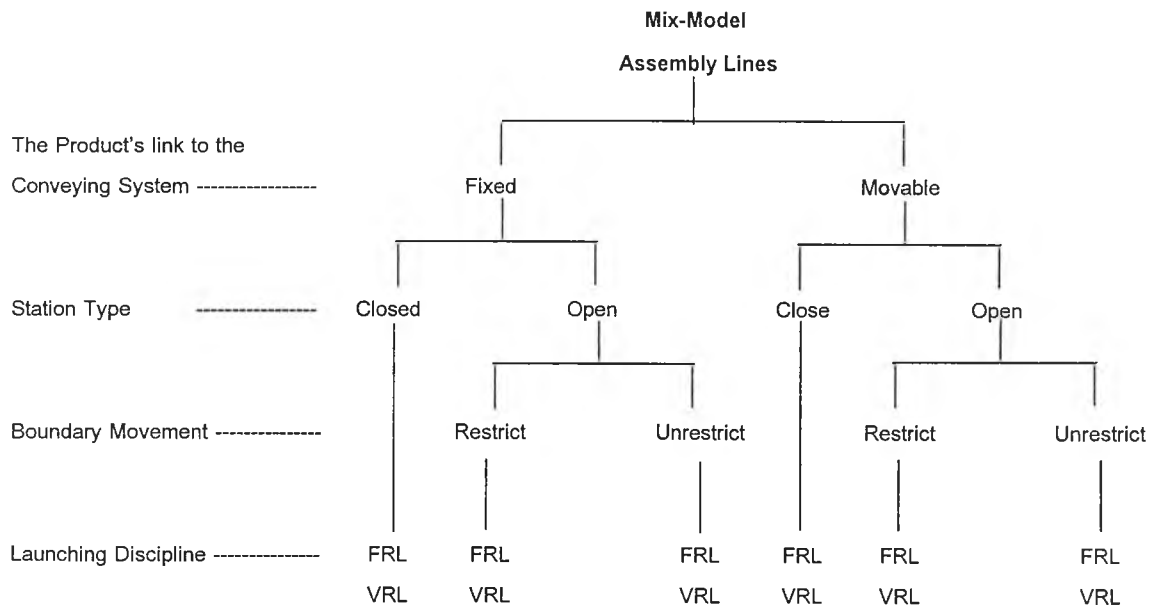 Mix-Model
Assembly Lines
The Product's link to the
Conveying System ---------------- Fixed Movable
Station Type ---------------- Closed Open Close Open
Boundary Movement -------------- Restrict Unrestrict Restrict Unrestrict
Launching Discipline -------------- FRL FRL FRL FRL FRL FRL
VRL VRL VRL VRL VRL VRL